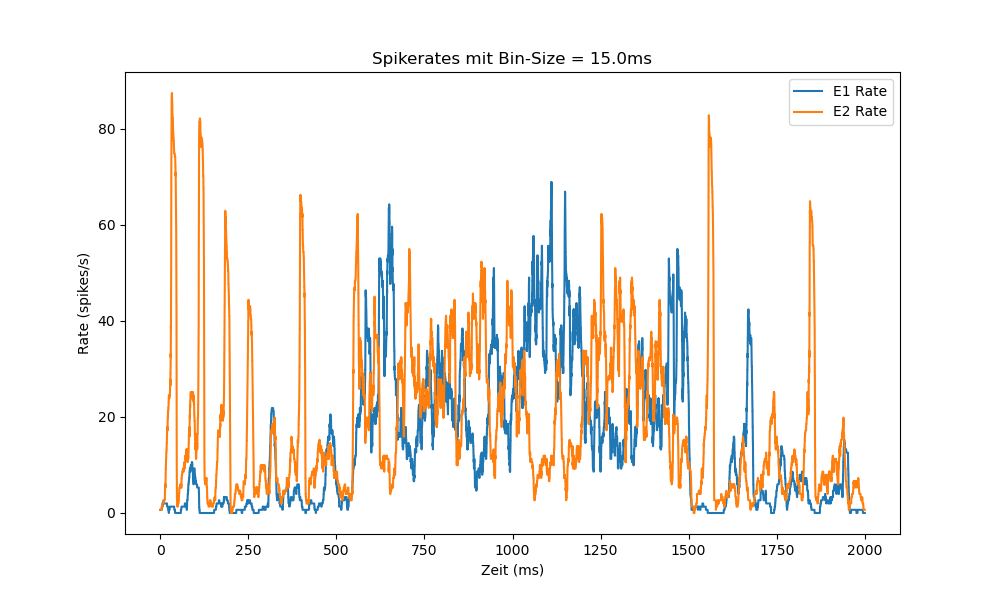 Spikerates mit Bin-Size = 15.0ms
E1 Rate
E2 Rate
Rate (spikes/s)
80
60
40
20
0
0 250 500 750 1000 1250 1500 1750 2000
Zeit (ms)